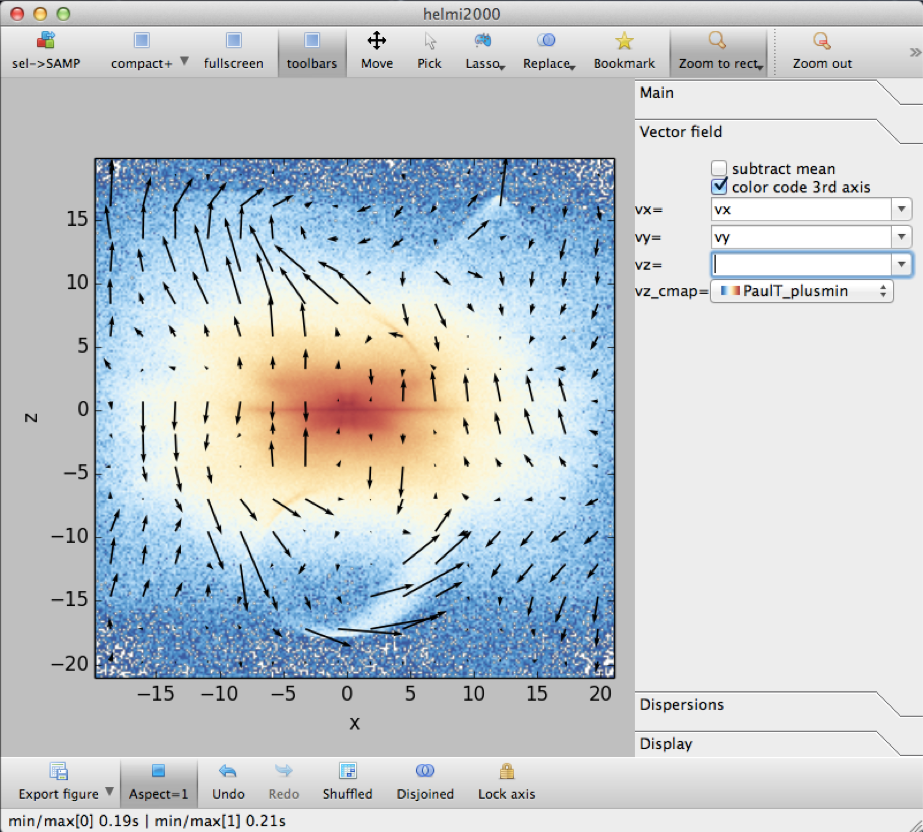 helmi2000
sel->SAMP compact+ fullscreen toolbars Move Pick Lasso Replace Bookmark Zoom to rect Zoom out »
Main
Vector field
subtract mean
color code 3rd axis
vx= vx
vy= vy
vz=
vz_cmap= PaulT_plusmin
15
10
5
0
−5
−10
−15
−20
z
−15 −10 −5 0 5 10 15 20
x
Dispersions
Display
Export figure Aspect=1 Undo Redo Shuffled Disjoined Lock axis
min/max[0] 0.19s | min/max[1] 0.21s